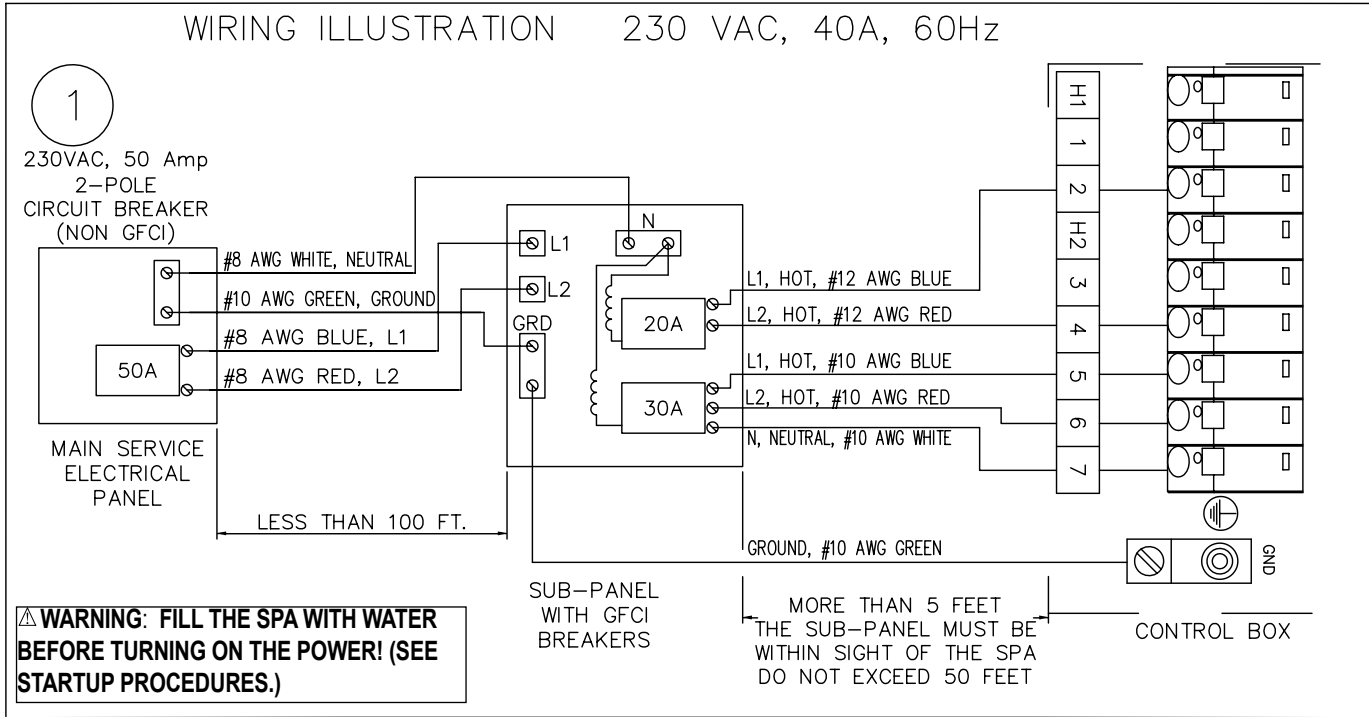 WIRING ILLUSTRATION 230 VAC, 40A, 60Hz
1
230VAC, 50 Amp
2-POLE
CIRCUIT BREAKER
(NON GFCI)
#8 AWG WHITE, NEUTRAL
#10 AWG GREEN, GROUND
#8 AWG BLUE, L1
#8 AWG RED, L2
50A
MAIN SERVICE
ELECTRICAL
PANEL
LESS THAN 100 FT.
N
L1
L2
GRD
20A
30A
SUB-PANEL
WITH GFCI
BREAKERS
L1, HOT, #12 AWG BLUE
L2, HOT, #12 AWG RED
L1, HOT, #10 AWG BLUE
L2, HOT, #10 AWG RED
N, NEUTRAL, #10 AWG WHITE
GROUND, #10 AWG GREEN
MORE THAN 5 FEET
THE SUB-PANEL MUST BE
WITHIN SIGHT OF THE SPA
DO NOT EXCEED 50 FEET
H1
1
2
H2
3
4
5
6
7
GND
CONTROL BOX
⚠ WARNING: FILL THE SPA WITH WATER
BEFORE TURNING ON THE POWER! (SEE
STARTUP PROCEDURES.)